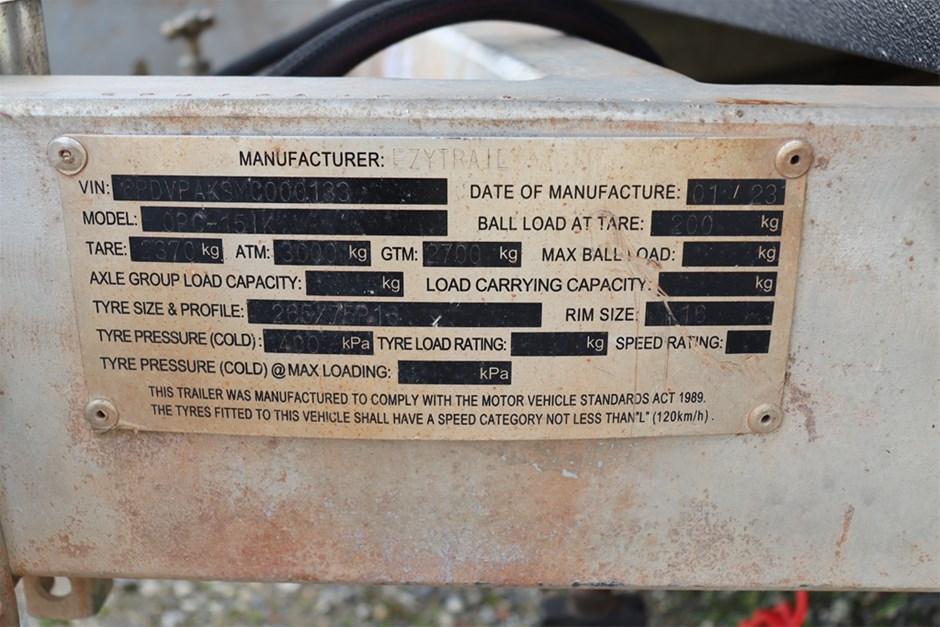 MANUFACTURER: EZYTRAIL
VIN: DATE OF MANUFACTURE: 01 / 23
MODEL: BALL LOAD AT TARE: 200 kg
TARE: kg ATM: 3000 kg GTM: 2700 kg MAX BALL LOAD: kg
AXLE GROUP LOAD CAPACITY: kg LOAD CARRYING CAPACITY: kg
TYRE SIZE & PROFILE: 265/75R16 RIM SIZE: 16
TYRE PRESSURE (COLD): 400 kPa TYRE LOAD RATING: kg SPEED RATING:
TYRE PRESSURE (COLD) @ MAX LOADING: kPa
THIS TRAILER WAS MANUFACTURED TO COMPLY WITH THE MOTOR VEHICLE STANDARDS ACT 1989.
THE TYRES FITTED TO THIS VEHICLE SHALL HAVE A SPEED CATEGORY NOT LESS THAN "L" (120km/h).